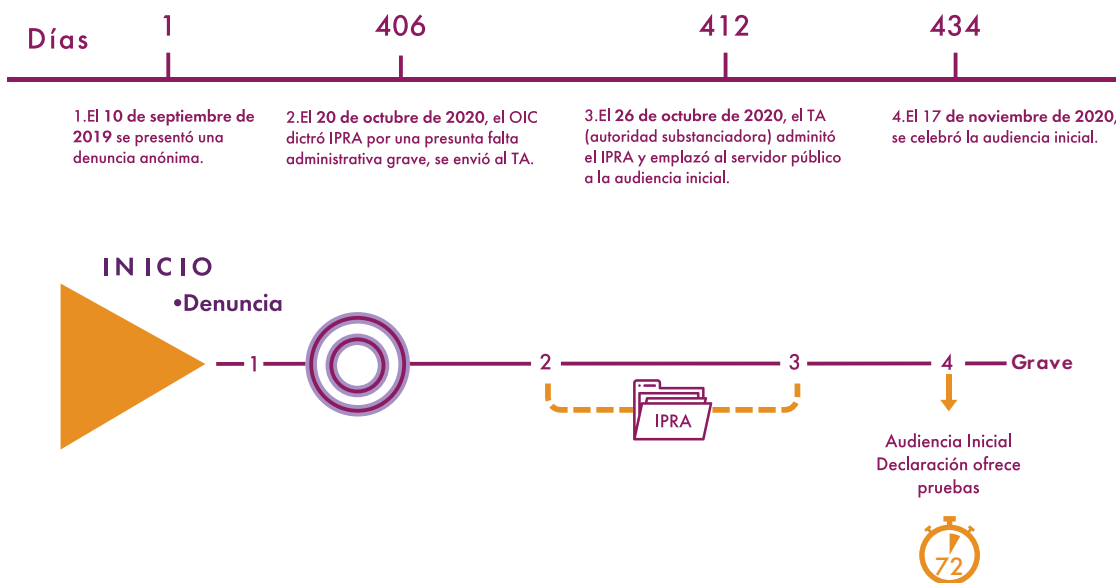 Días
1
406
412
434
1.El 10 de septiembre de
2019 se presentó una
denuncia anónima.
2.El 20 de octubre de 2020, el OIC
dictró IPRA por una presunta falta
administrativa grave, se envió al TA.
3.El 26 de octubre de 2020, el TA
(autoridad substanciadora) admitió
el IPRA y emplazó al servidor público
a la audiencia inicial.
4.El 17 de noviembre de 2020,
se celebró la audiencia inicial.
INICIO
•Denuncia
1
2
3
4
Grave
IPRA
Audiencia Inicial
Declaración ofrece
pruebas
72